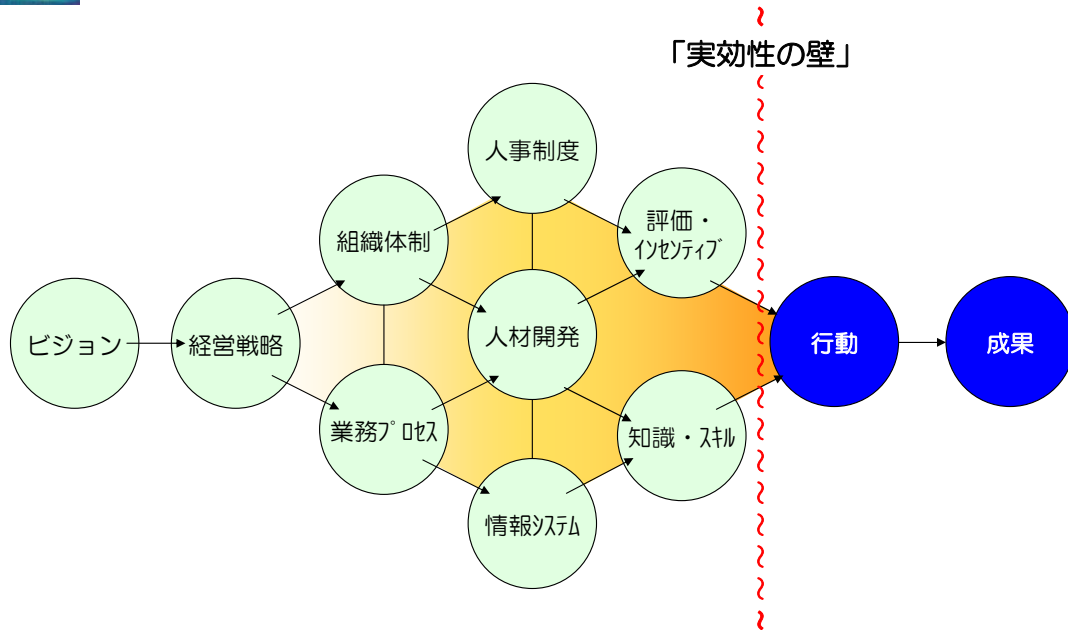 「実効性の壁」
人事制度
組織体制
評価・
ｲﾝｾﾝﾃｨﾌﾞ
ビジョン
経営戦略
人材開発
行動
成果
業務ﾌﾟﾛｾｽ
知識・ｽｷﾙ
情報ｼｽﾃﾑ